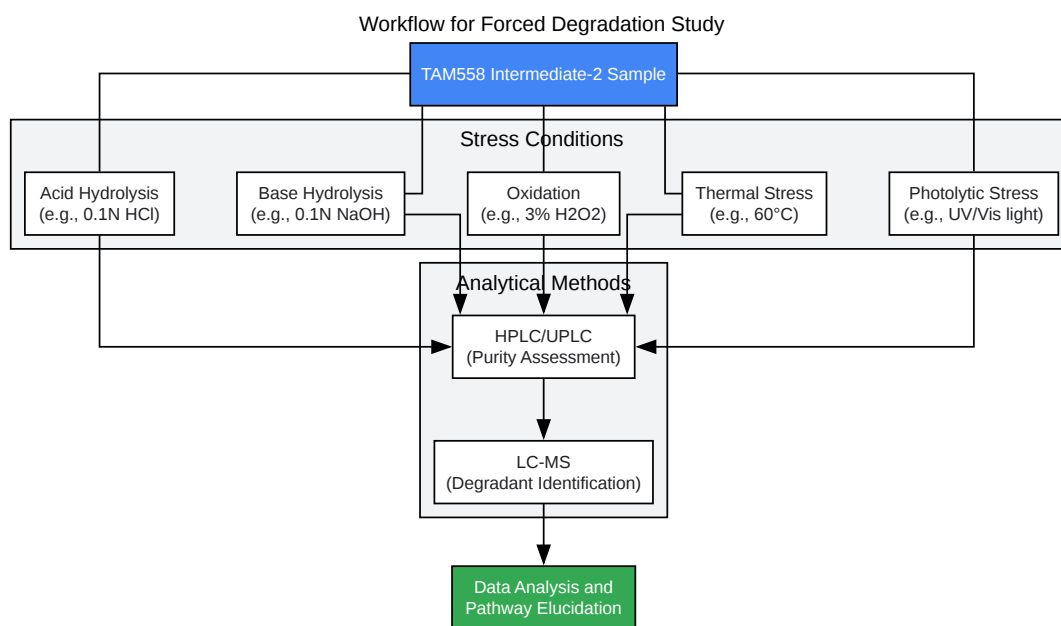 Workflow for Forced Degradation Study
TAM558 Intermediate-2 Sample
Stress Conditions
Acid Hydrolysis
(e.g., 0.1N HCl)
Base Hydrolysis
(e.g., 0.1N NaOH)
Oxidation
(e.g., 3% H2O2)
Thermal Stress
(e.g., 60°C)
Photolytic Stress
(e.g., UV/Vis light)
Analytical Methods
HPLC/UPLC
(Purity Assessment)
LC-MS
(Degradant Identification)
Data Analysis and
Pathway Elucidation